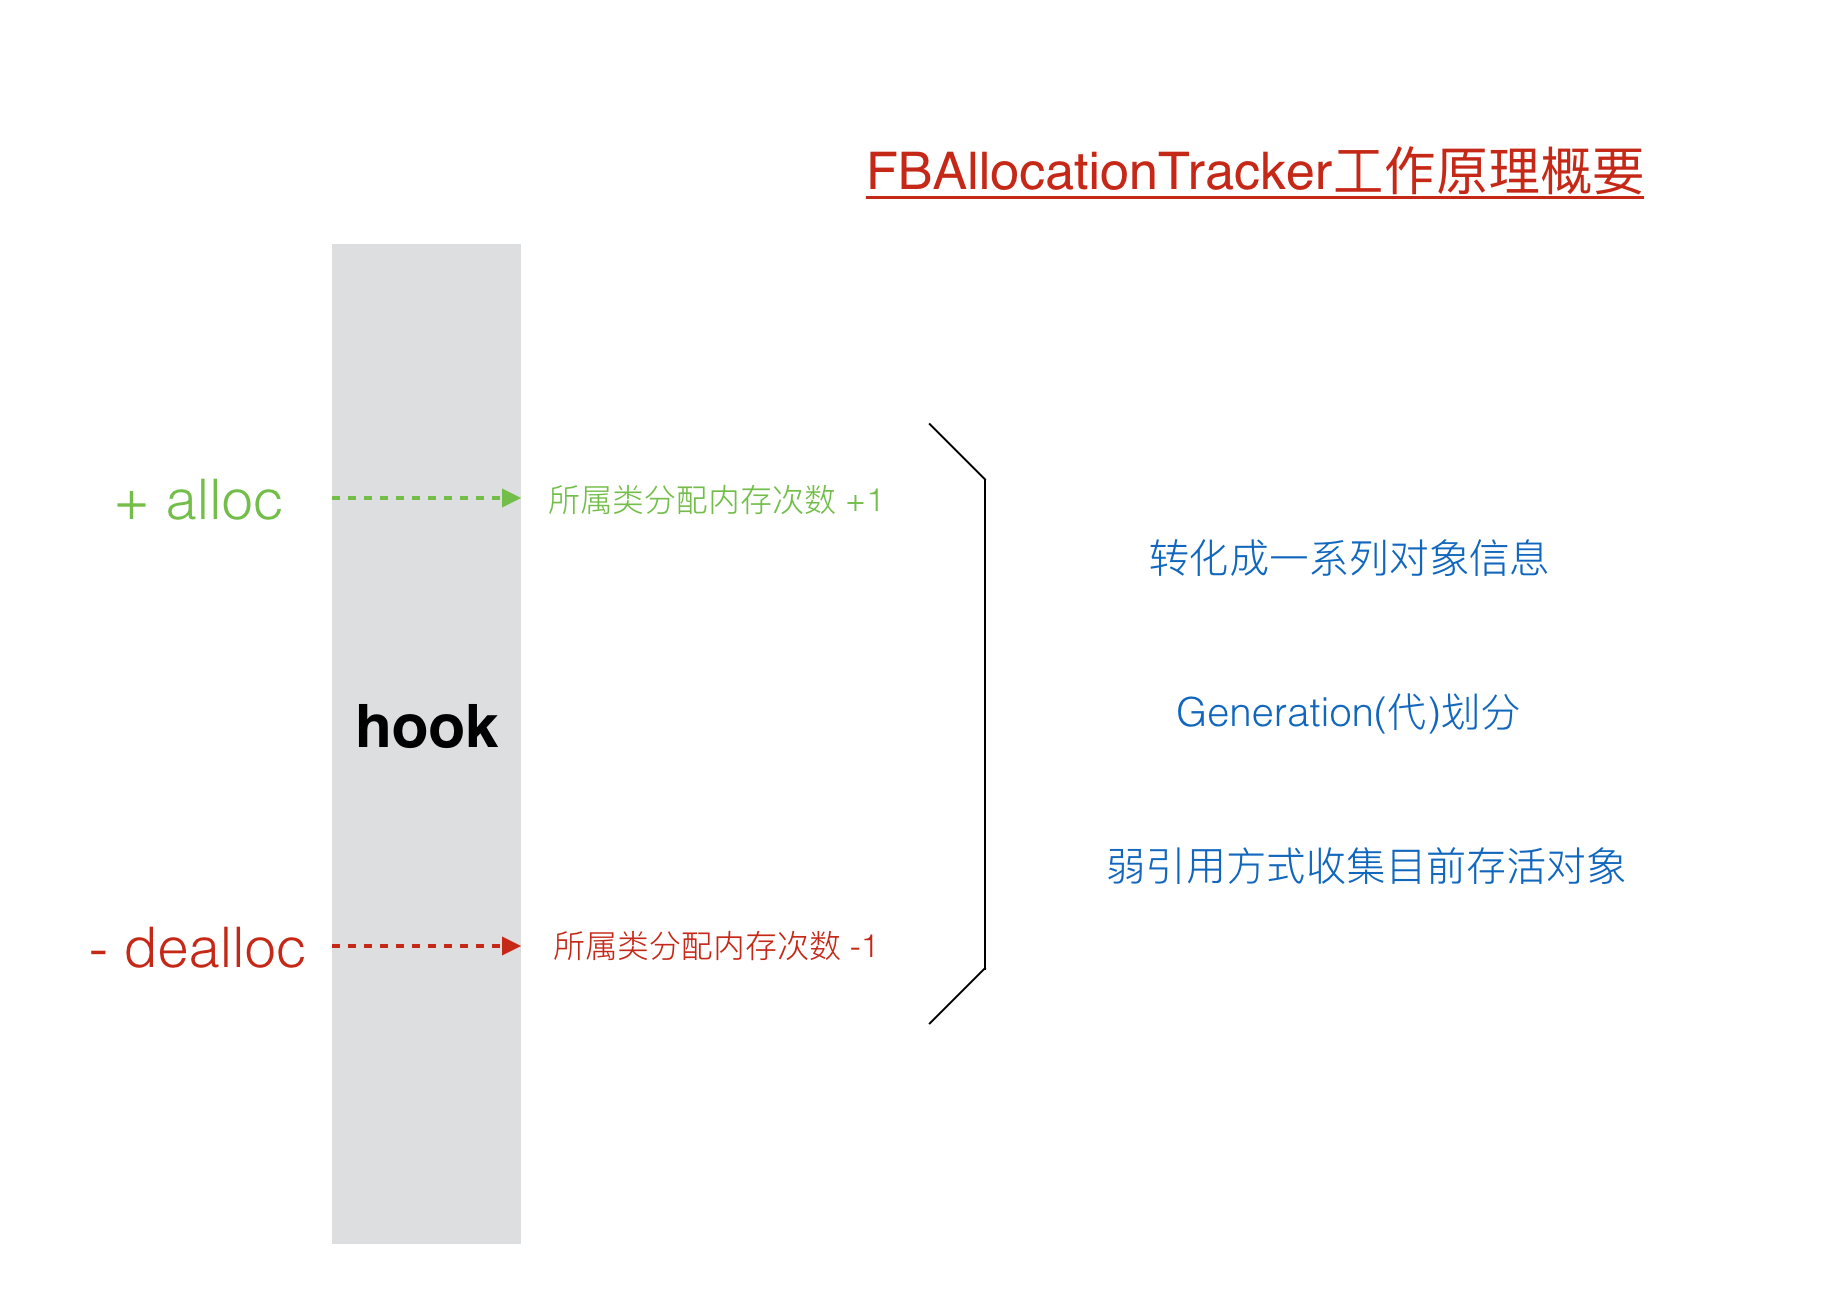 FBAllocationTracker工作原理概要
+ alloc
所属类分配内存次数 +1
转化成一系列对象信息
hook
Generation(代)划分
弱引用方式收集目前存活对象
- dealloc
所属类分配内存次数 -1